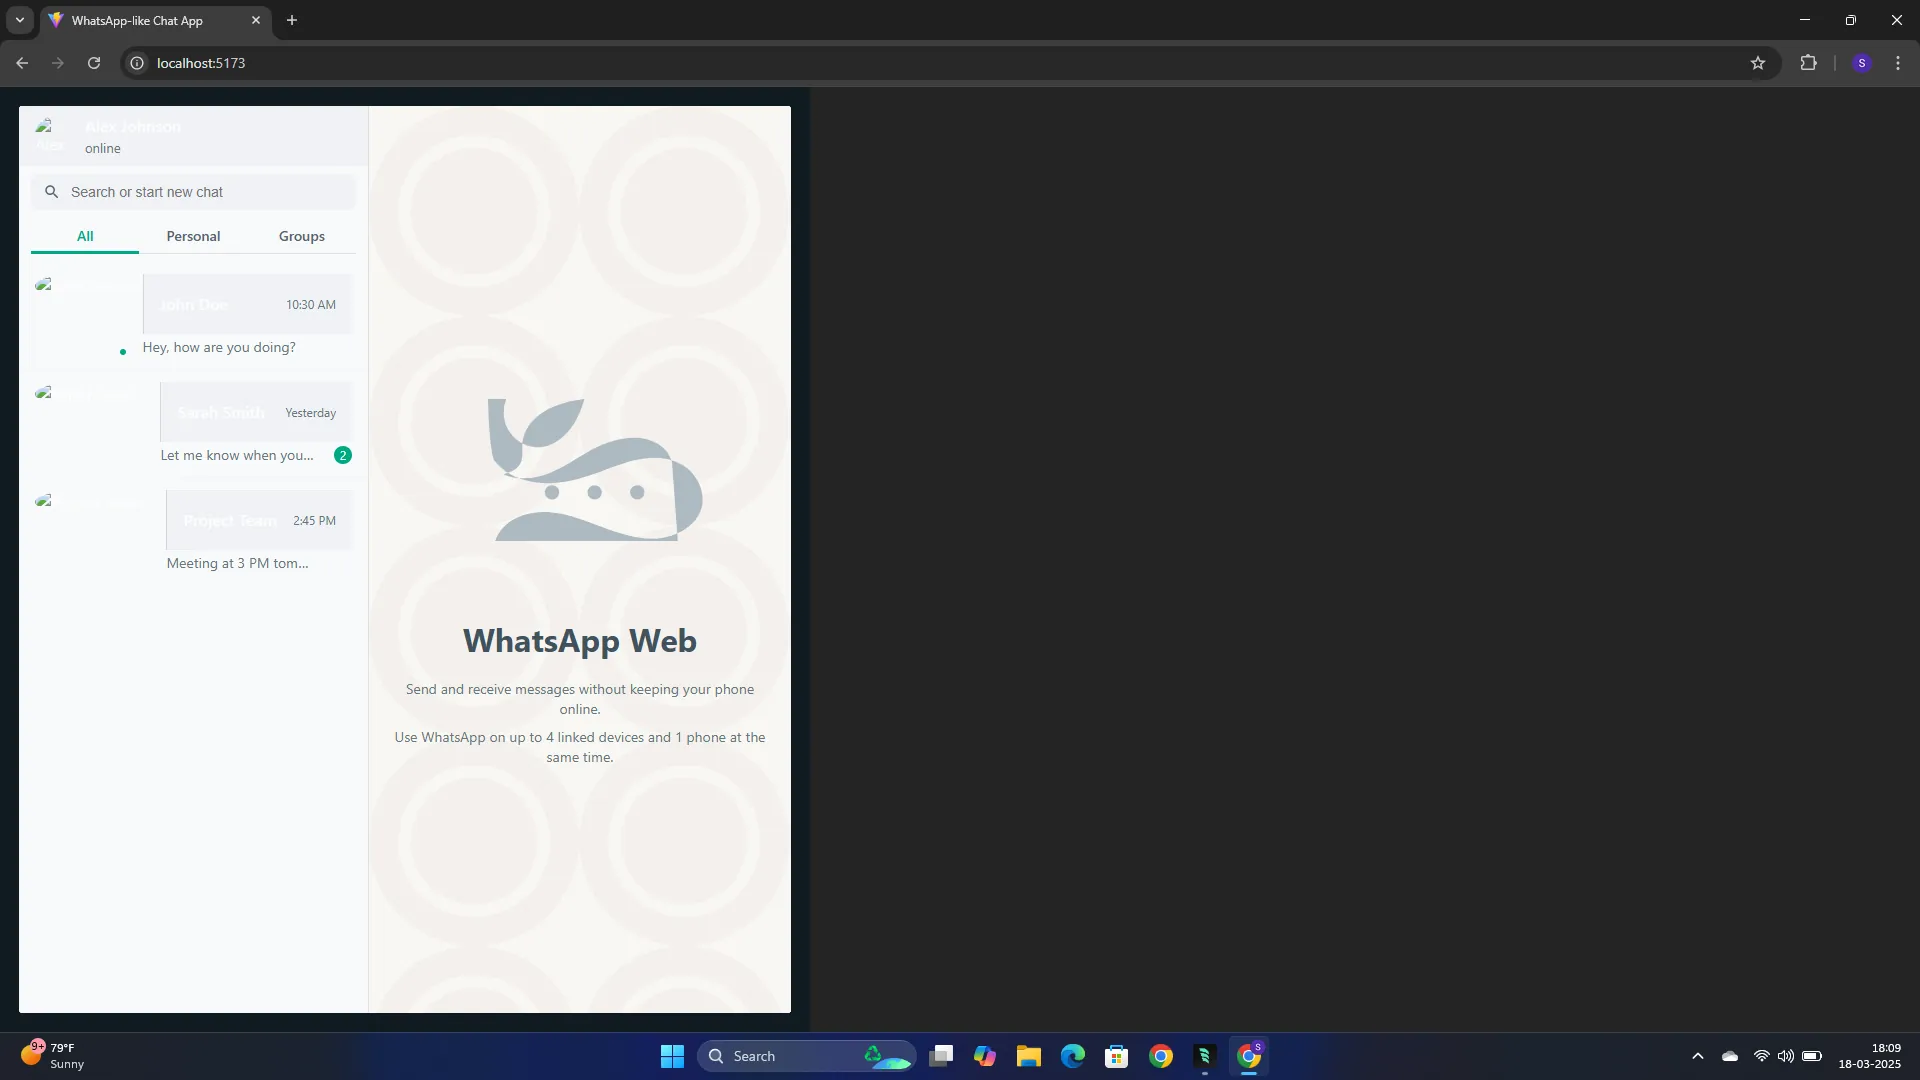 WhatsApp-like Chat App
localhost:5173
S
Alex Johnson
online
Search or start new chat
All Personal Groups
John Doe 10:30 AM
Hey, how are you doing?
Sarah Smith Yesterday
Let me know when you... 2
Project Team 2:45 PM
Meeting at 3 PM tom...
WhatsApp Web
Send and receive messages without keeping your phone
online.
Use WhatsApp on up to 4 linked devices and 1 phone at the
same time.
9+
79°F
Sunny
Search
S
18:09
18-03-2025